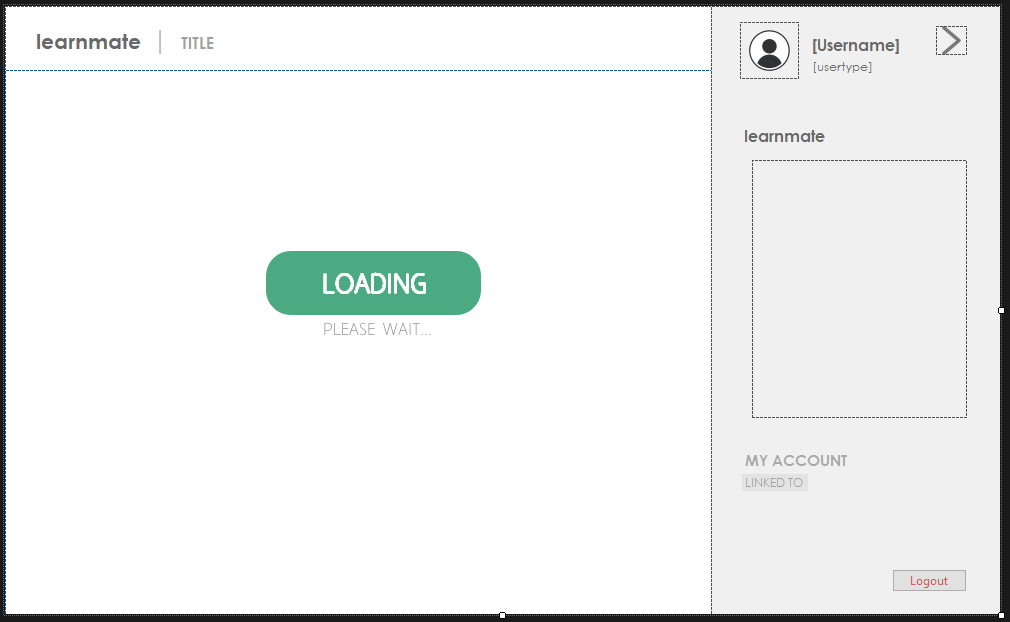 learnmate | TITLE
LOADING
PLEASE WAIT...
[Username]
[usertype]
learnmate
MY ACCOUNT
LINKED TO
Logout